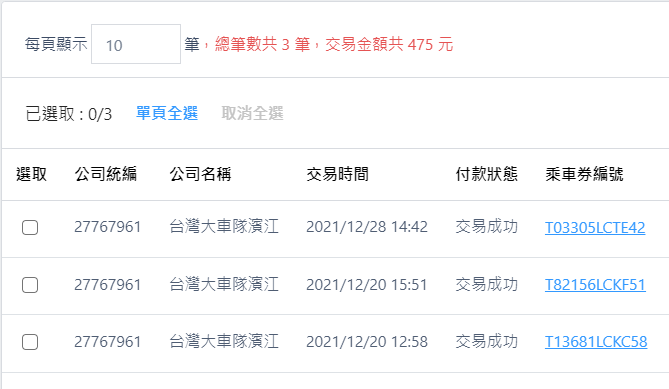 每頁顯示 10 筆，總筆數共 3 筆，交易金額共 475 元
已選取 : 0/3 單頁全選 取消全選
選取 公司統編 公司名稱 交易時間 付款狀態 乘車券編號
27767961 台灣大車隊濱江 2021/12/28 14:42 交易成功 T03305LCTE42
27767961 台灣大車隊濱江 2021/12/20 15:51 交易成功 T82156LCKF51
27767961 台灣大車隊濱江 2021/12/20 12:58 交易成功 T13681LCKC58